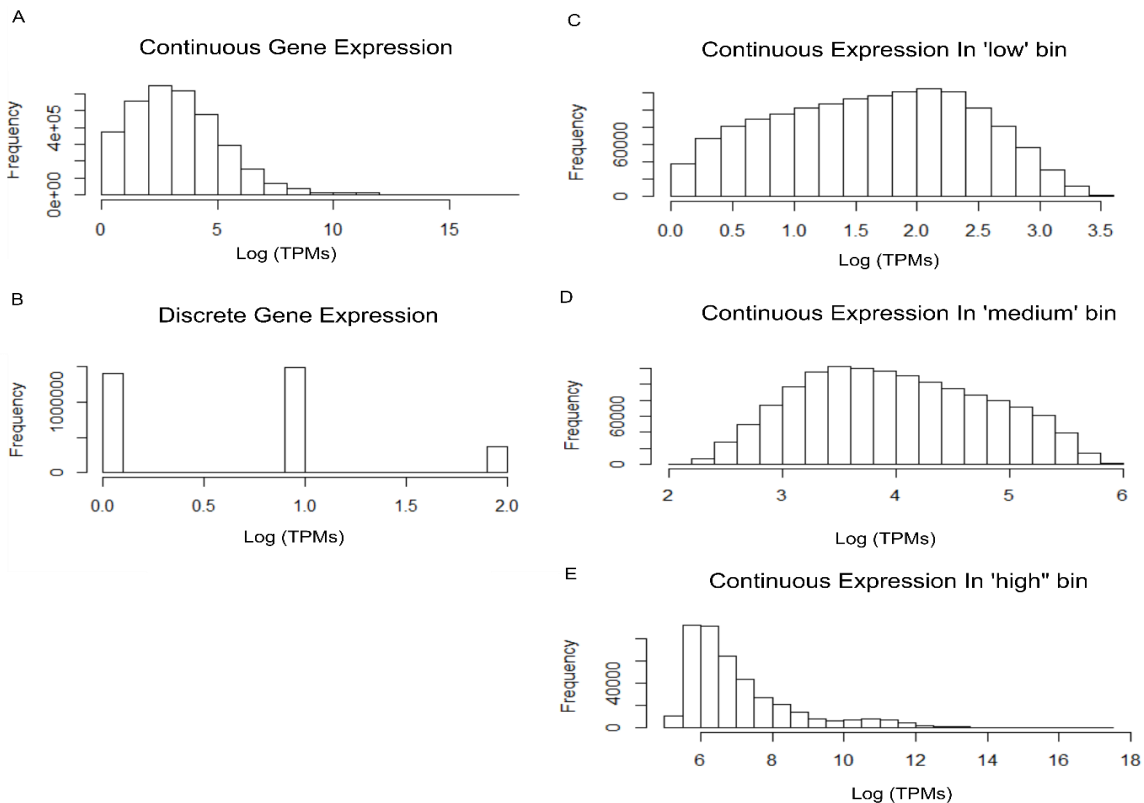 A
Continuous Gene Expression
Frequency
0e+00 4e+05
0 5 10 15
Log (TPMs)
B
Discrete Gene Expression
Frequency
0 1000000
0.0 0.5 1.0 1.5 2.0
Log (TPMs)
C
Continuous Expression In 'low' bin
Frequency
0 60000
0.0 0.5 1.0 1.5 2.0 2.5 3.0 3.5
Log (TPMs)
D
Continuous Expression In 'medium' bin
Frequency
0 60000
2 3 4 5 6
Log (TPMs)
E
Continuous Expression In 'high" bin
Frequency
0 40000
6 8 10 12 14 16 18
Log (TPMs)